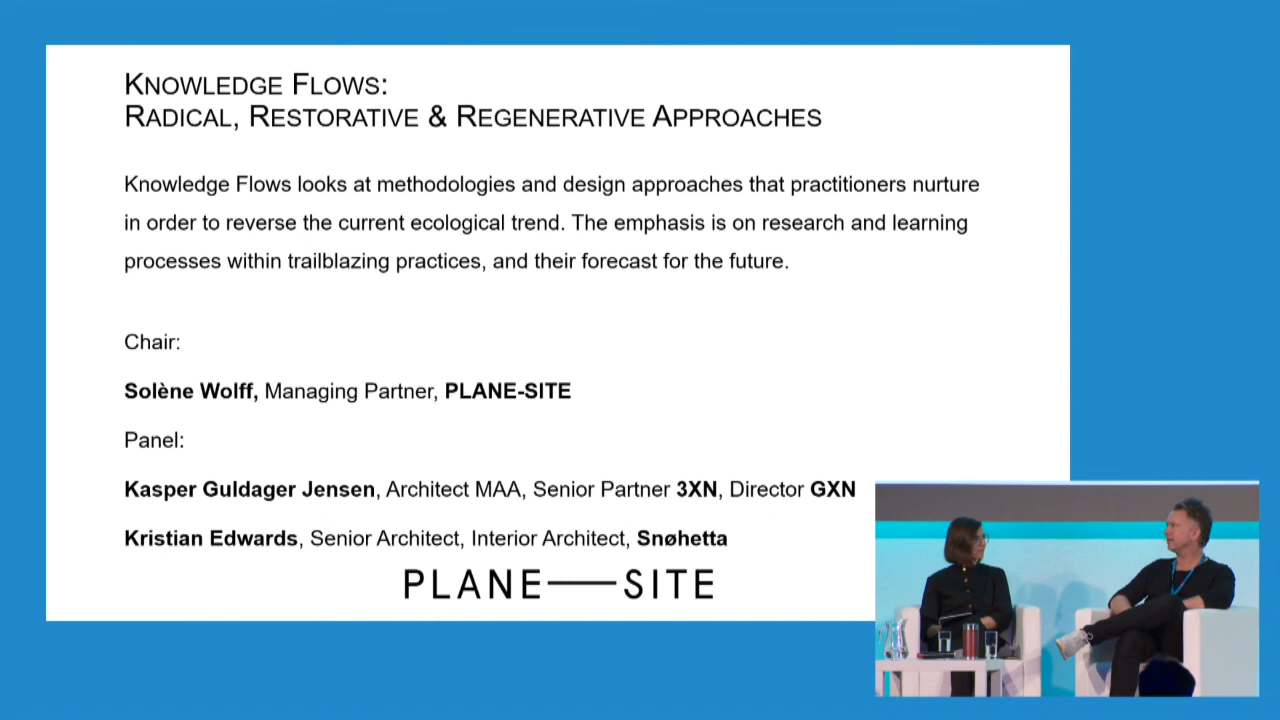 KNOWLEDGE FLOWS:
RADICAL, RESTORATIVE & REGENERATIVE APPROACHES
Knowledge Flows looks at methodologies and design approaches that practitioners nurture
in order to reverse the current ecological trend. The emphasis is on research and learning
processes within trailblazing practices, and their forecast for the future.
Chair:
Solène Wolff, Managing Partner, PLANE-SITE
Panel:
Kasper Guldager Jensen, Architect MAA, Senior Partner 3XN, Director GXN
Kristian Edwards, Senior Architect, Interior Architect, Snøhetta
PLANE—SITE